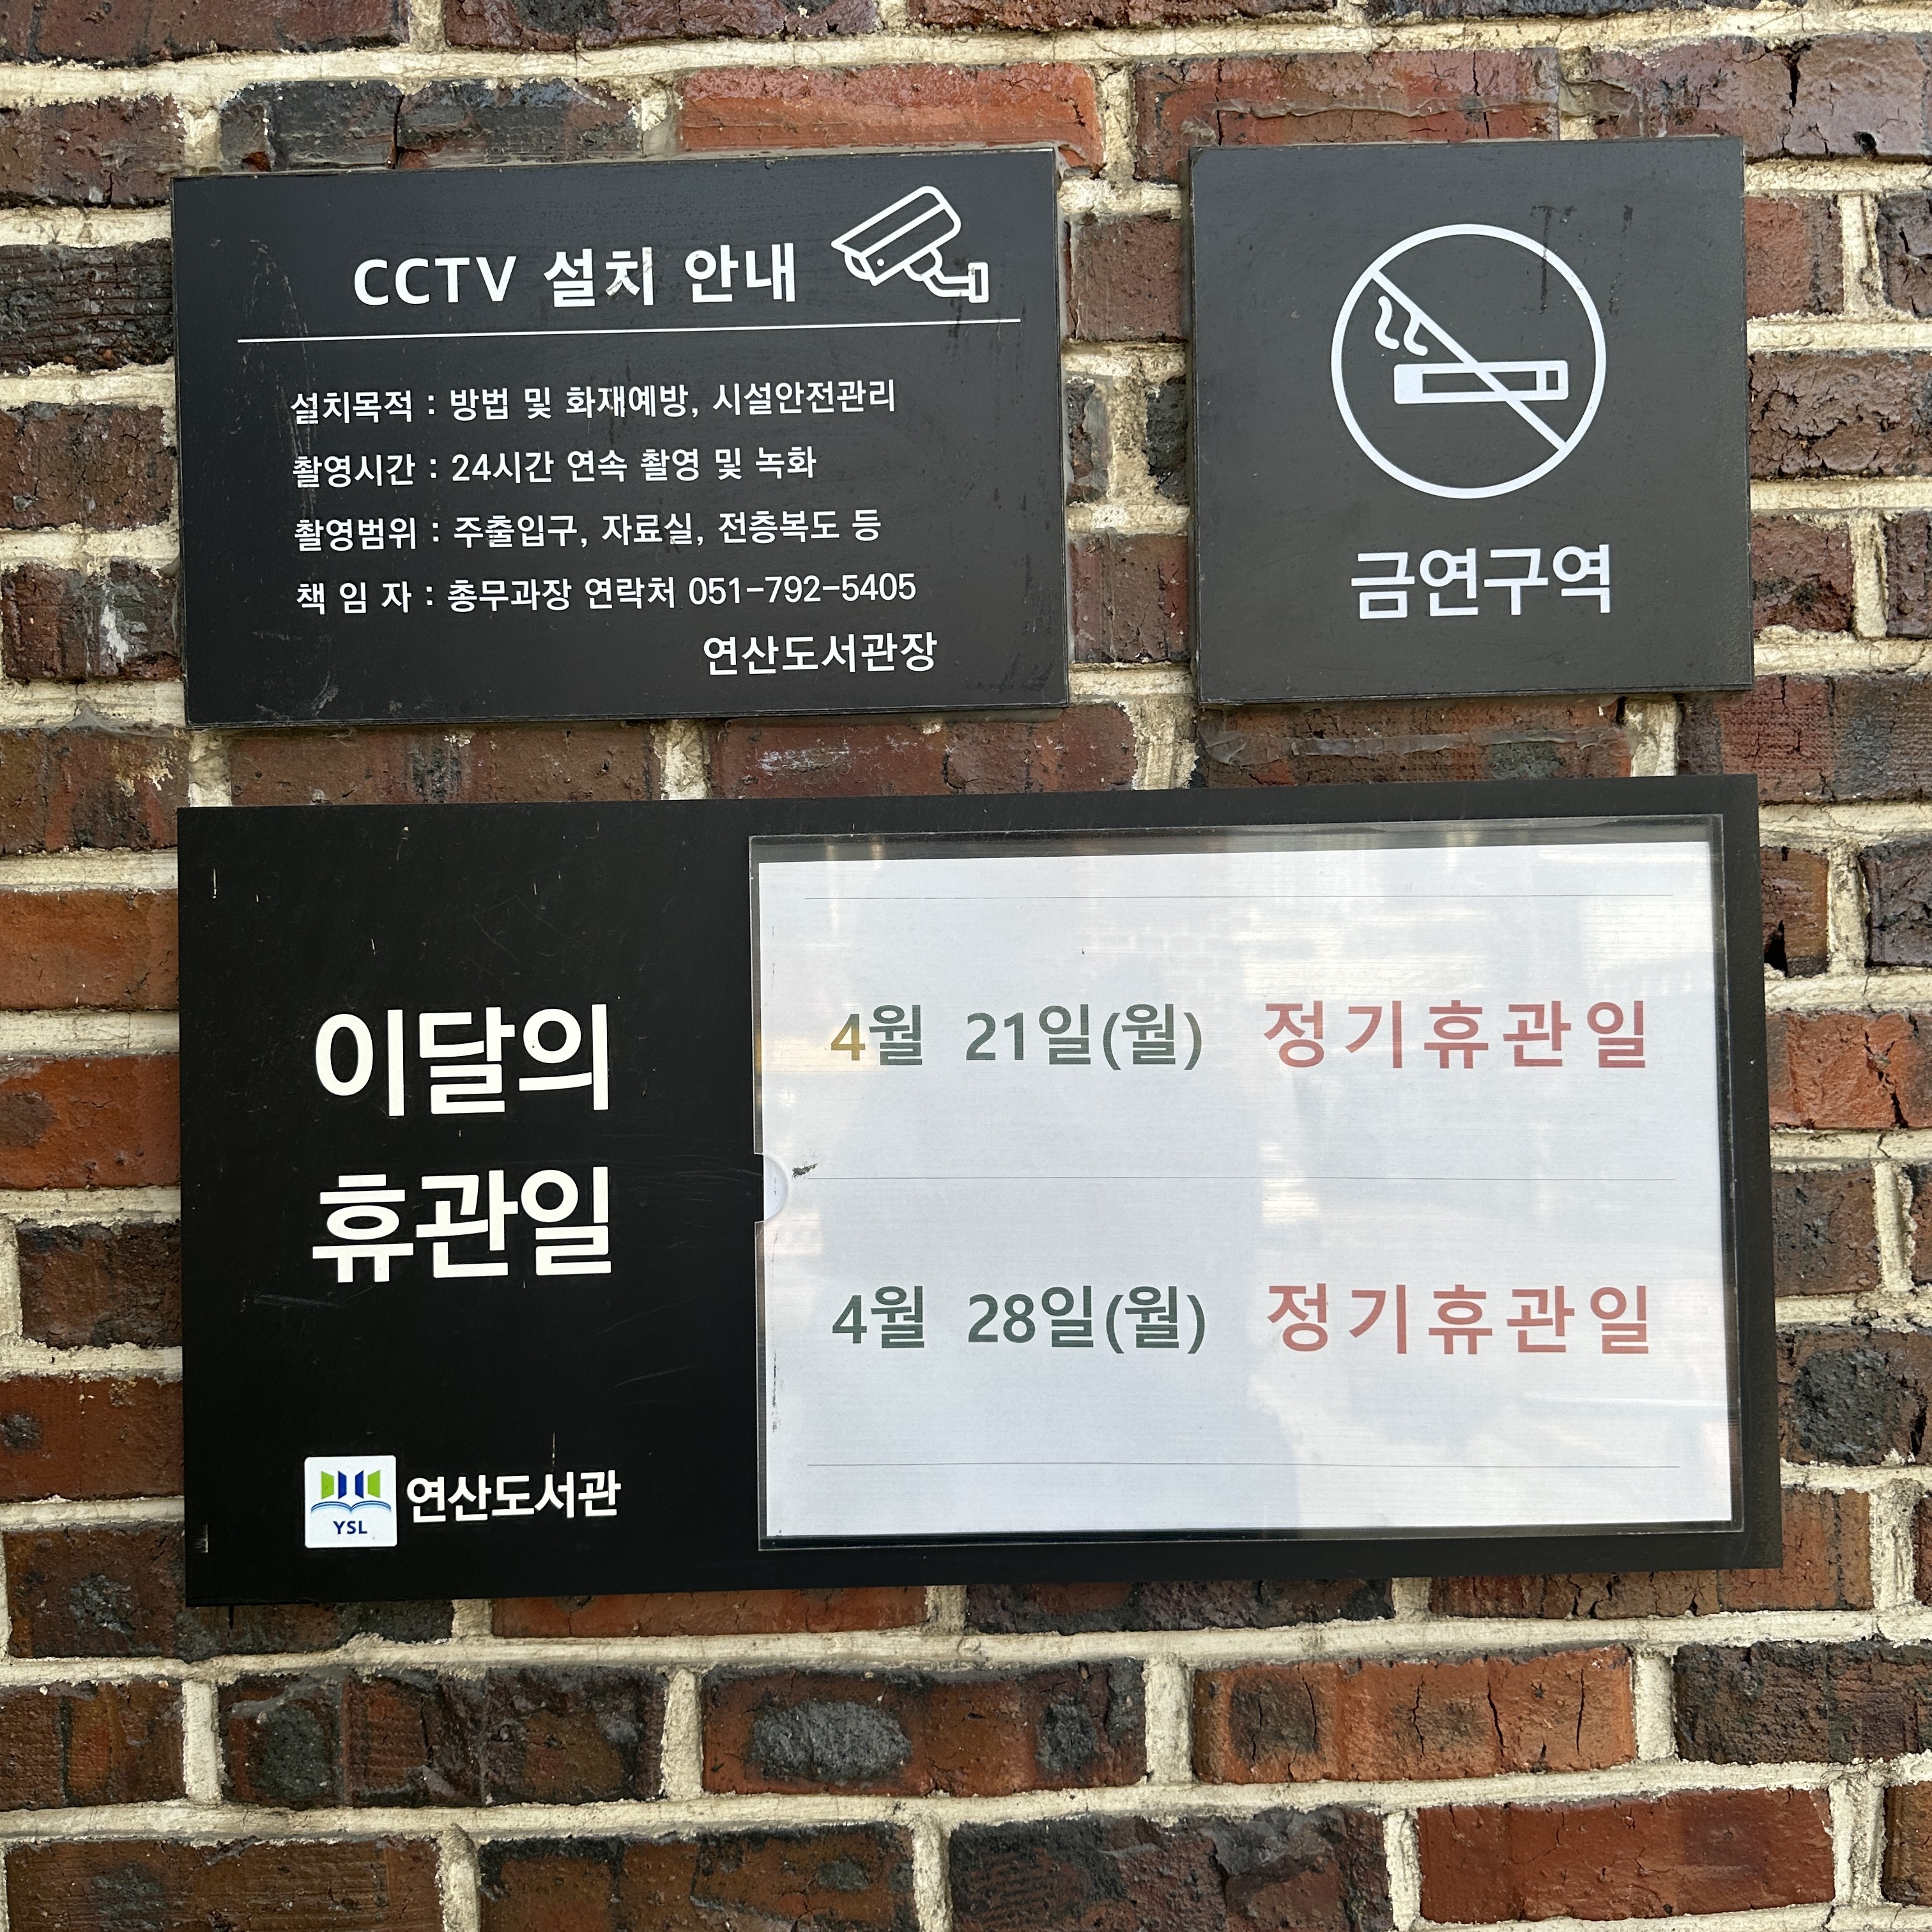 CCTV 설치 안내
설치목적 : 방법 및 화재예방, 시설안전관리
촬영시간 : 24시간 연속 촬영 및 녹화
촬영범위 : 주출입구, 자료실, 전층복도 등
책 임 자 : 총무과장 연락처 051-792-5405
연산도서관장
금연구역
이달의
휴관일
YSL 연산도서관
4월 21일(월) 정기휴관일
4월 28일(월) 정기휴관일